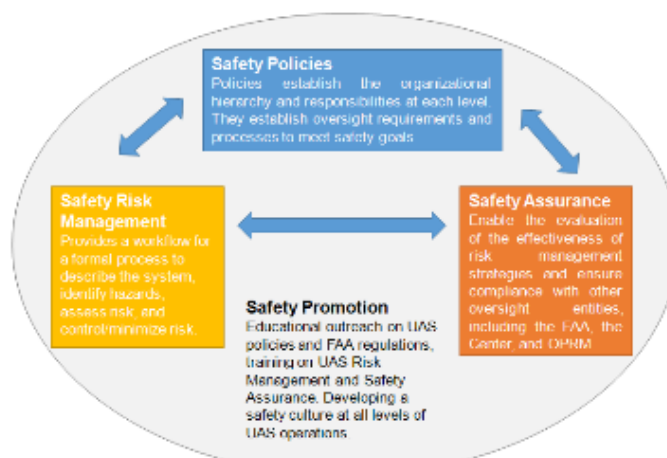 Safety Policies
Policies establish the organizational
hierarchy and responsibilities at each level.
They establish oversight requirements and
processes to meet safety goals
Safety Risk
Management
Provides a workflow for
a formal process to
describe the system,
identify hazards,
assess risk, and
control/minimize risk.
Safety Assurance
Enable the evaluation
of the effectiveness of
risk management
strategies and ensure
compliance with other
oversight entities,
including the FAA, the
Center, and OPRM
Safety Promotion
Educational outreach on UAS
policies and FAA regulations,
training on UAS Risk
Management and Safety
Assurance. Developing a
safety culture at all levels of
UAS operations